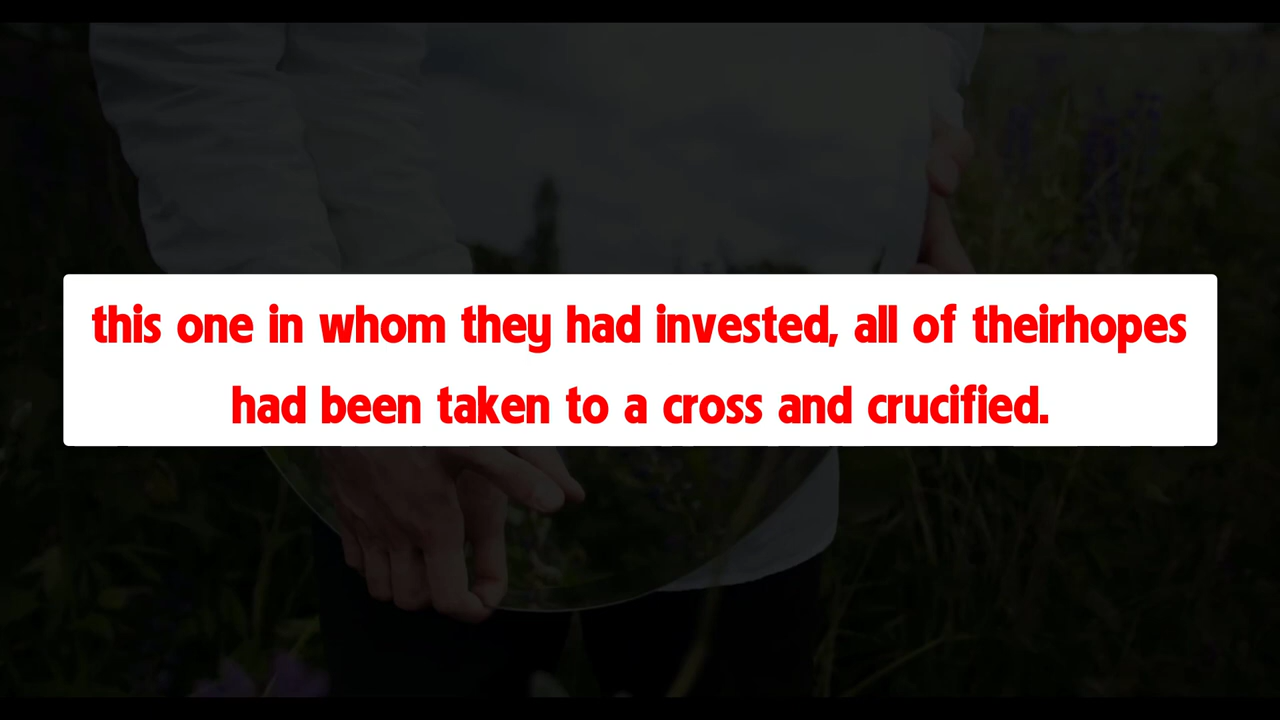 this one in whom they had invested, all of theirhopes
had been taken to a cross and crucified.